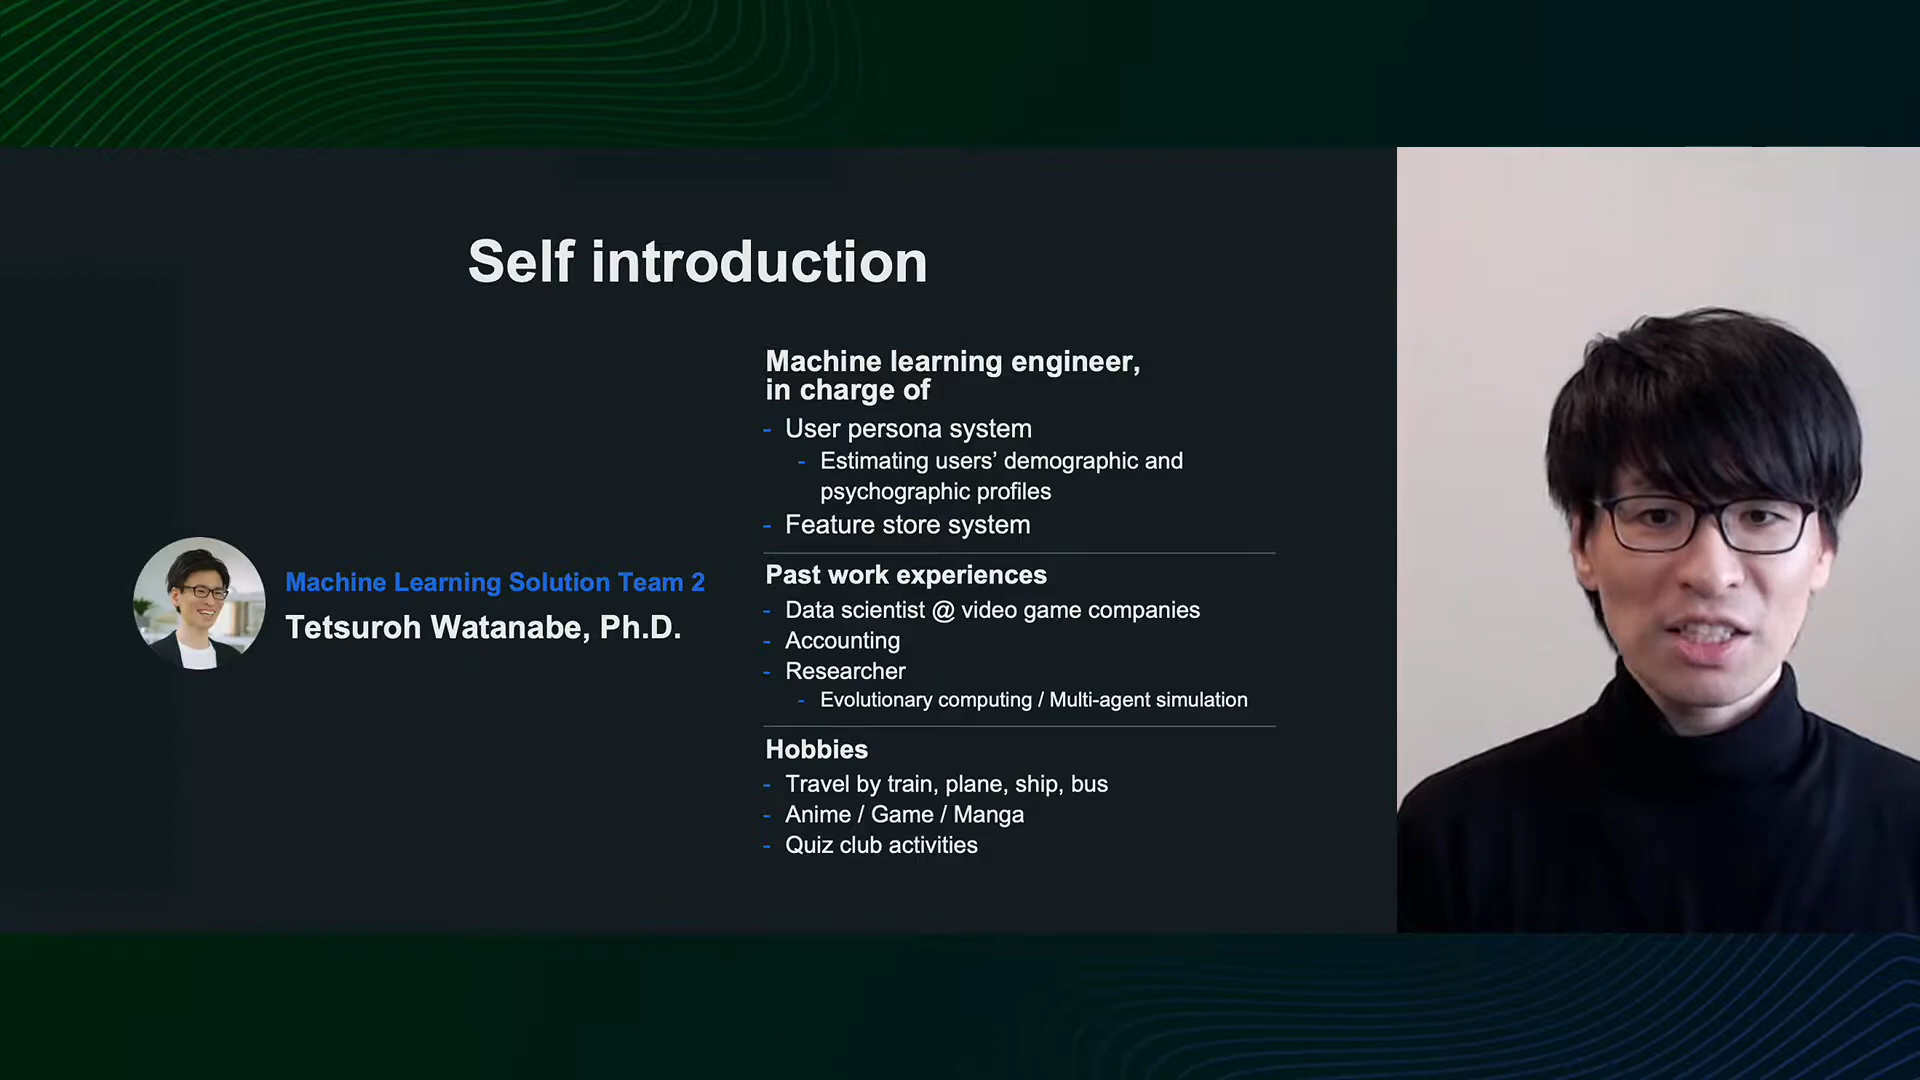 Self introduction
Machine Learning Solution Team 2
Tetsuroh Watanabe, Ph.D.
Machine learning engineer,
in charge of
- User persona system
- Estimating users’ demographic and
psychographic profiles
- Feature store system
Past work experiences
- Data scientist @ video game companies
- Accounting
- Researcher
- Evolutionary computing / Multi-agent simulation
Hobbies
- Travel by train, plane, ship, bus
- Anime / Game / Manga
- Quiz club activities